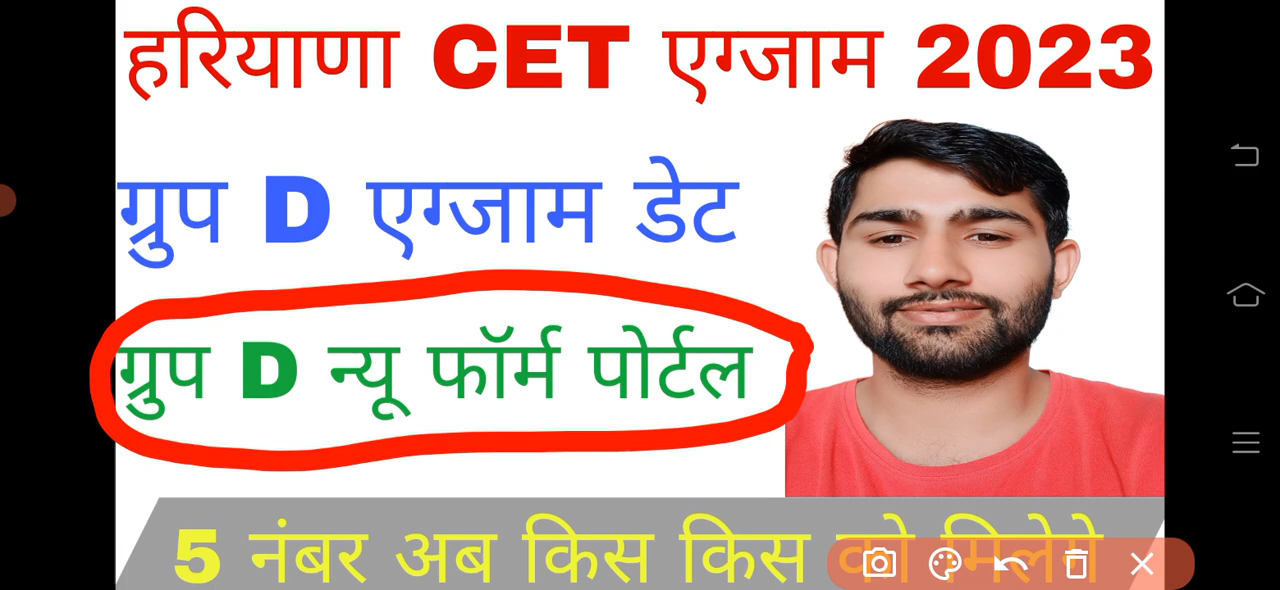 हरियाणा CET एग्जाम 2023
ग्रुप D एग्जाम डेट
ग्रुप D न्यू फॉर्म पोर्टल
5 नंबर अब किस किस को मिलेगे